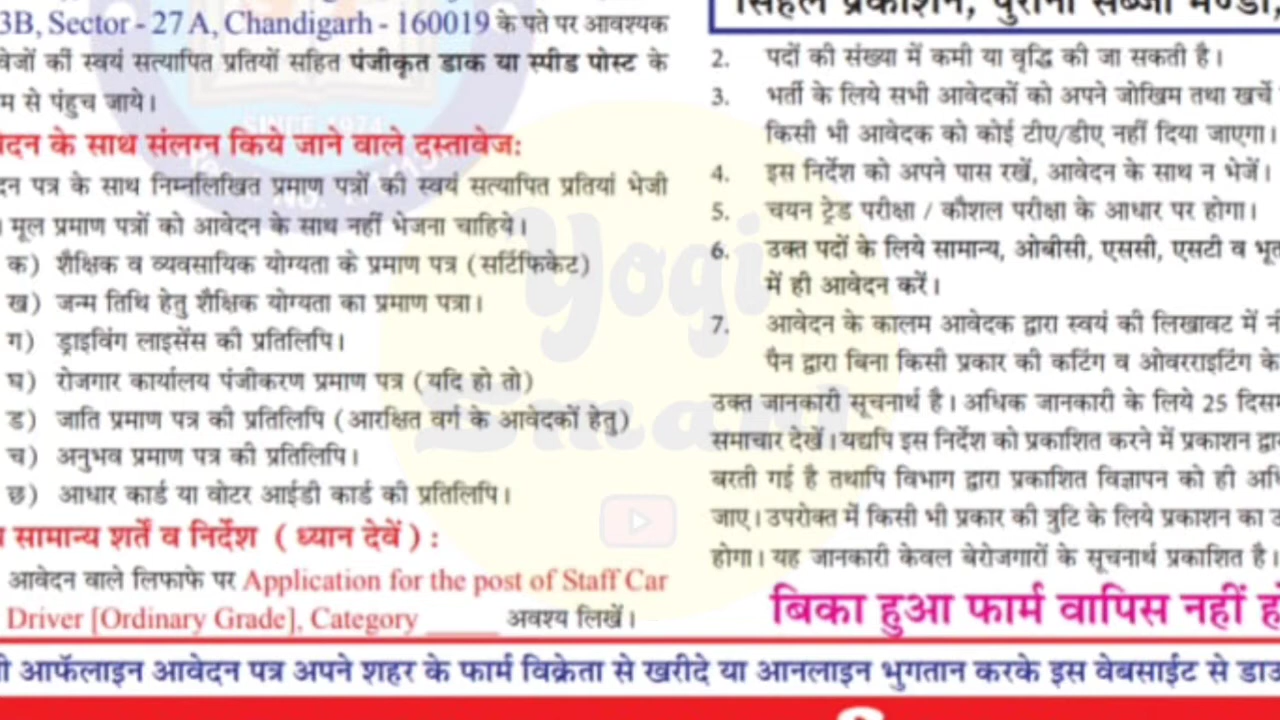 3B, Sector - 27 A, Chandigarh - 160019 के पते पर आवश्यक
वेजों की स्वयं सत्यापित प्रतियों सहित पंजीकृत डाक या स्पीड पोस्ट के
म से पंहुच जाये।
SINCE 1974
NO.
दन के साथ संलग्न किये जाने वाले दस्तावेज:
दन पत्र के साथ निम्नलिखित प्रमाण पत्रों की स्वयं सत्यापित प्रतियां भेजी
मूल प्रमाण पत्रों को आवेदन के साथ नहीं भेजना चाहिये।
क) शैक्षिक व व्यवसायिक योग्यता के प्रमाण पत्र (सर्टिफिकेट)
ख) जन्म तिथि हेतु शैक्षिक योग्यता का प्रमाण पत्रा।
ग) ड्राइविंग लाइसेंस की प्रतिलिपि।
घ) रोजगार कार्यालय पंजीकरण प्रमाण पत्र (यदि हो तो)
ड) जाति प्रमाण पत्र की प्रतिलिपि (आरक्षित वर्ग के आवेदकों हेतु)
च) अनुभव प्रमाण पत्र की प्रतिलिपि।
छ) आधार कार्ड या वोटर आईडी कार्ड की प्रतिलिपि।
सामान्य शर्तें व निर्देश ( ध्यान देवें ) :
आवेदन वाले लिफाफे पर Application for the post of Staff Car
Driver [Ordinary Grade], Category _____ अवश्य लिखें।
सिंहल प्रकाशन, पुरानी सब्जी मण्डी,
2. पदों की संख्या में कमी या वृद्धि की जा सकती है।
3. भर्ती के लिये सभी आवेदकों को अपने जोखिम तथा खर्चे
किसी भी आवेदक को कोई टीए/डीए नहीं दिया जाएगा।
4. इस निर्देश को अपने पास रखें, आवेदन के साथ न भेजें।
5. चयन ट्रेड परीक्षा / कौशल परीक्षा के आधार पर होगा।
6. उक्त पदों के लिये सामान्य, ओबीसी, एससी, एसटी व भूत
में ही आवेदन करें।
7. आवेदन के कालम आवेदक द्वारा स्वयं की लिखावट में नी
पैन द्वारा बिना किसी प्रकार की कटिंग व ओवरराइटिंग के
उक्त जानकारी सूचनार्थ है। अधिक जानकारी के लिये 25 दिसम
समाचार देखें। यद्यपि इस निर्देश को प्रकाशित करने में प्रकाशन द्वा
बरती गई है तथापि विभाग द्वारा प्रकाशित विज्ञापन को ही अधि
जाए। उपरोक्त में किसी भी प्रकार की त्रुटि के लिये प्रकाशन का उ
होगा। यह जानकारी केवल बेरोजगारों के सूचनार्थ प्रकाशित है।
बिका हुआ फार्म वापिस नहीं हो
Yogi
Smart
ी आफॅलाइन आवेदन पत्र अपने शहर के फार्म विक्रेता से खरीदे या आनलाइन भुगतान करके इस वेबसाईट से डाउ